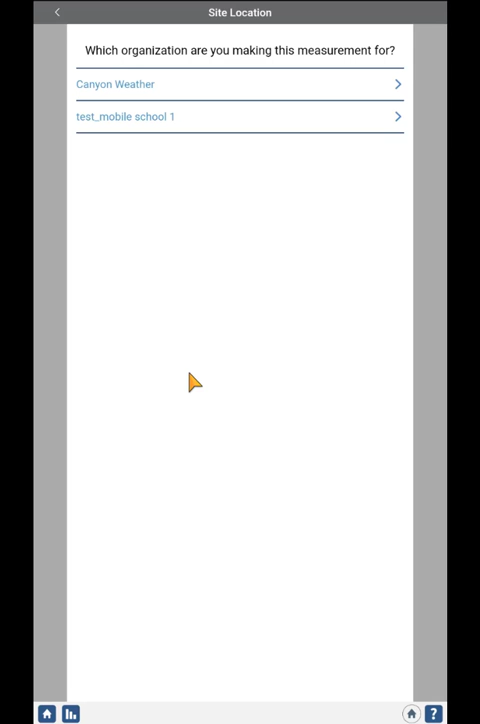 Site Location
Which organization are you making this measurement for?
Canyon Weather
test_mobile school 1
?